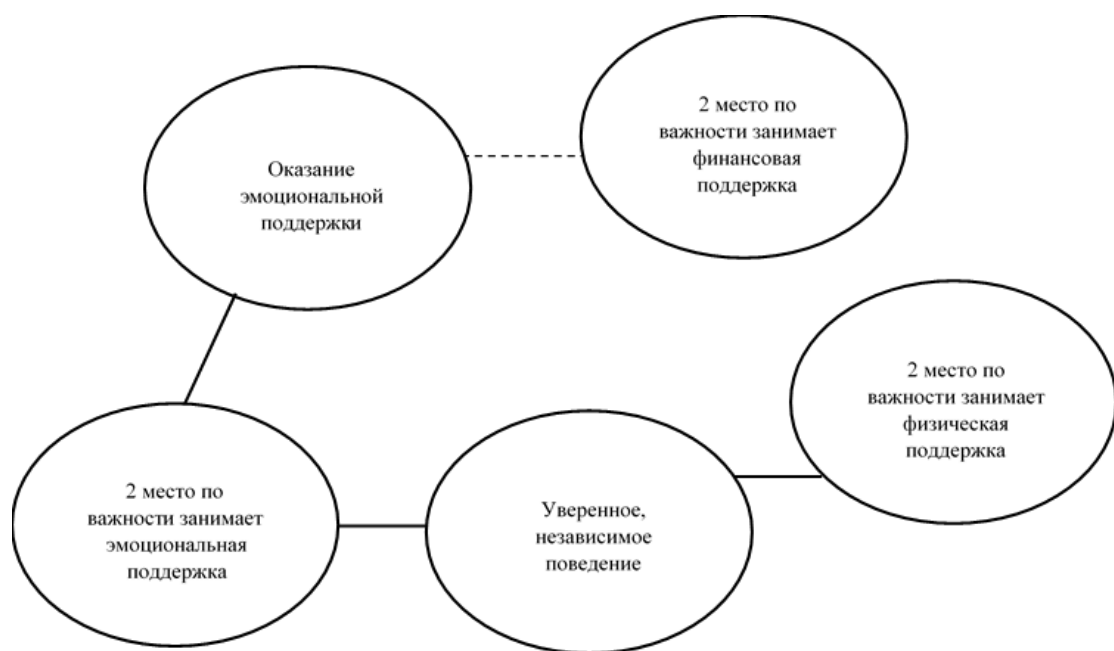 2 место по
важности занимает
финансовая
поддержка
Оказание
эмоциональной
поддержки
2 место по
важности занимает
физическая
поддержка
2 место по
важности занимает
эмоциональная
поддержка
Уверенное,
независимое
поведение